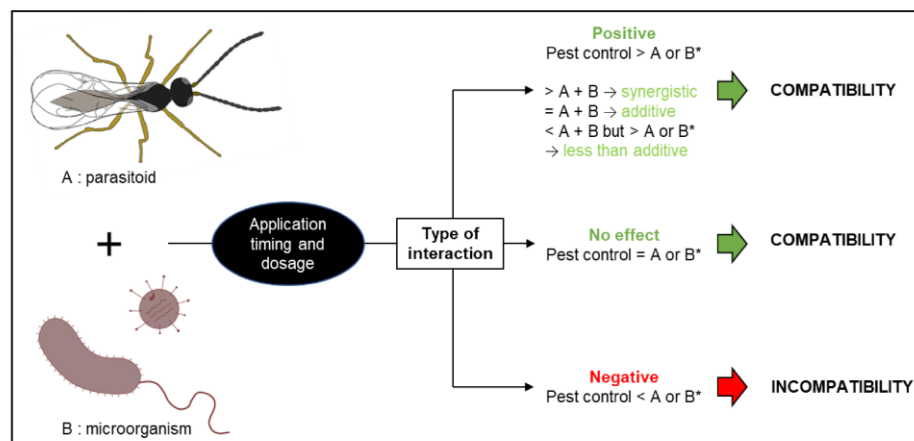 A : parasitoid
+
B : microorganism
Application
timing and
dosage
Type of
interaction
Positive
Pest control > A or B*
> A + B → synergistic
= A + B → additive
< A + B but > A or B*
→ less than additive
COMPATIBILITY
No effect
Pest control = A or B*
COMPATIBILITY
Negative
Pest control < A or B*
INCOMPATIBILITY